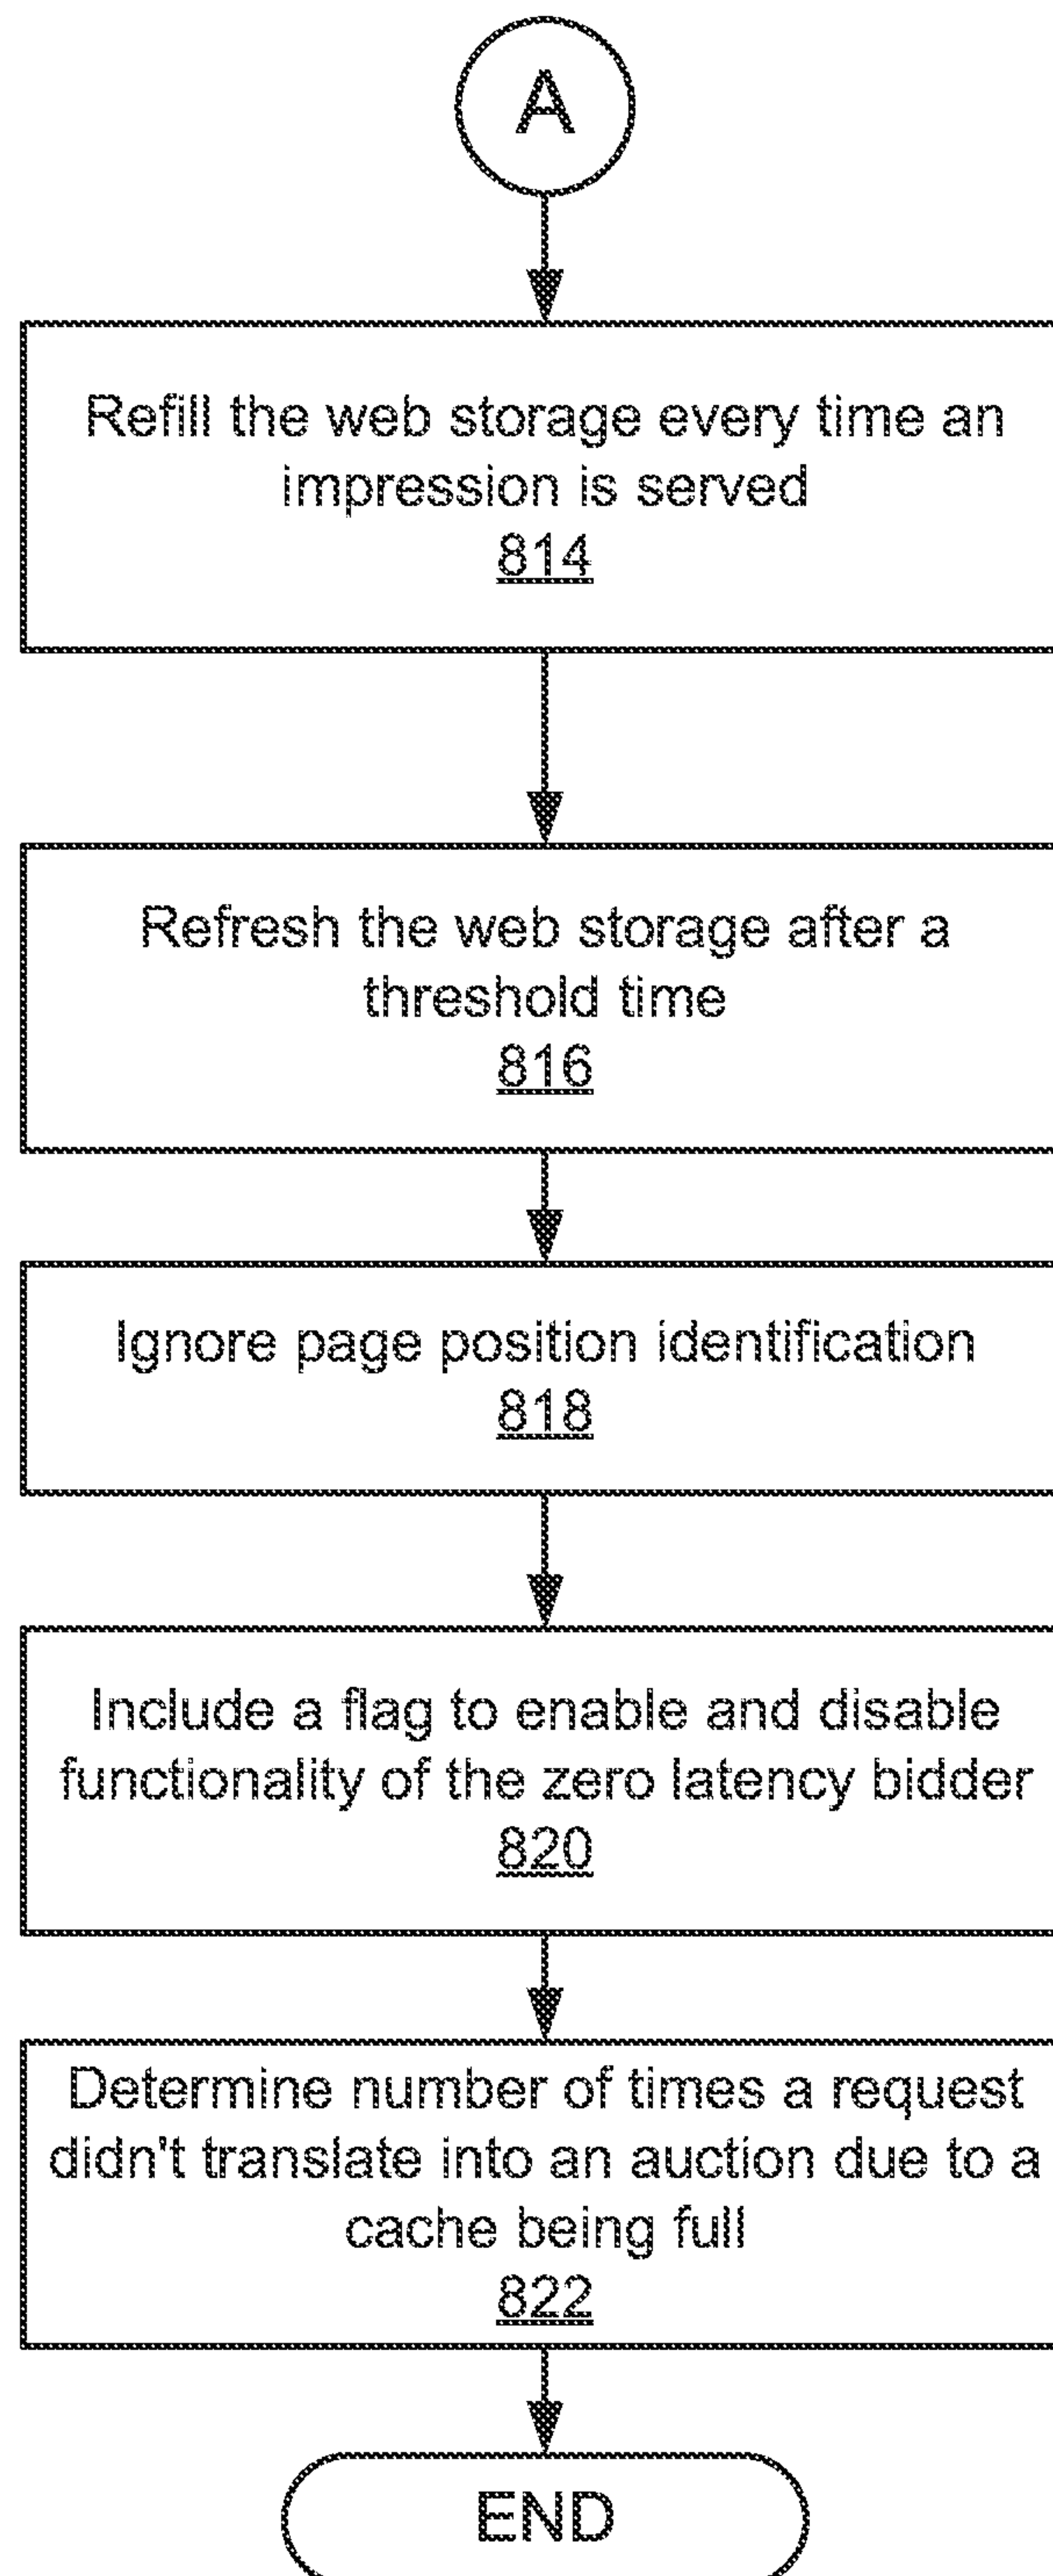 A
Refill the web storage every time an
impression is served
814
Refresh the web storage after a
threshold time
816
Ignore page position identification
818
Include a flag to enable and disable
functionality of the zero latency bidder
820
Determine number of times a request
didn't translate into an auction due to a
cache being full
822
END